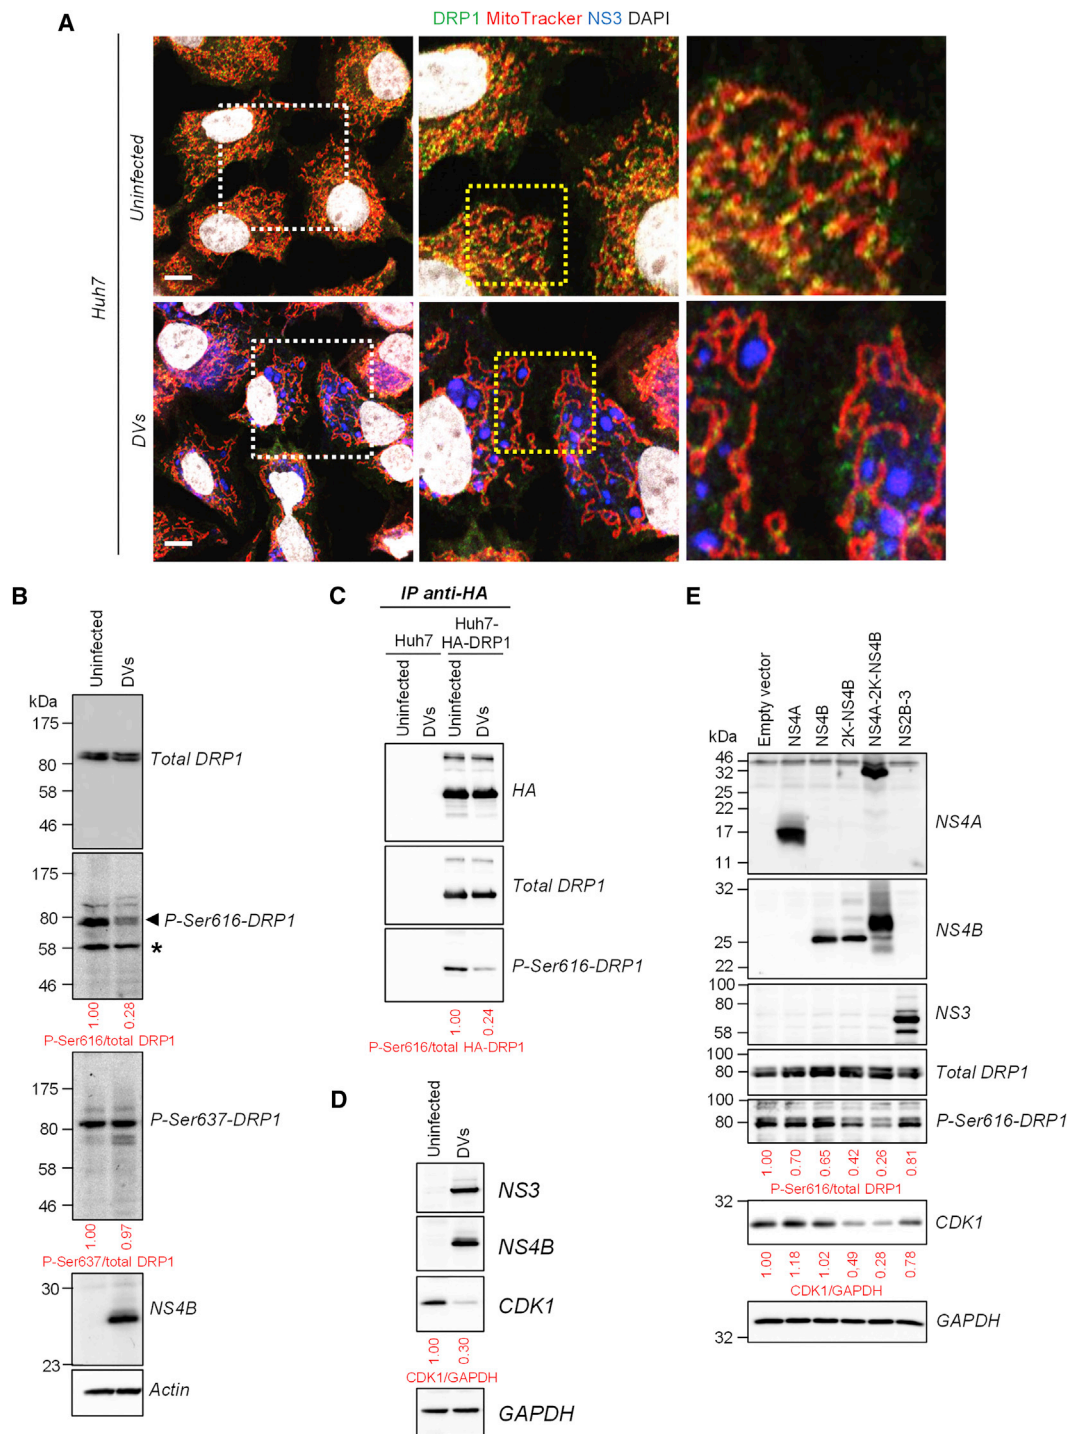 A
DRP1 MitoTracker NS3 DAPI
Huh7
Uninfected
DVs
B
Uninfected
DVs
kDa
175
80
58
46
Total DRP1
175
80
58
46
P-Ser616-DRP1
*
1.00
0.28
P-Ser616/total DRP1
175
80
58
46
P-Ser637-DRP1
1.00
0.97
P-Ser637/total DRP1
30
23
NS4B
Actin
C
IP anti-HA
Huh7
Huh7-
HA-DRP1
Uninfected
DVs
Uninfected
DVs
HA
Total DRP1
P-Ser616-DRP1
1.00
0.24
P-Ser616/total HA-DRP1
D
Uninfected
DVs
NS3
NS4B
CDK1
1.00
0.30
CDK1/GAPDH
GAPDH
E
Empty vector
NS4A
NS4B
2K-NS4B
NS4A-2K-NS4B
NS2B-3
kDa
46
32
25
22
17
11
NS4A
32
25
22
NS4B
100
80
58
NS3
100
80
Total DRP1
100
80
P-Ser616-DRP1
1.00
0.70
0.65
0.42
0.26
0.81
P-Ser616/total DRP1
32
CDK1
1.00
1.18
1.02
0.49
0.28
0.78
CDK1/GAPDH
32
GAPDH